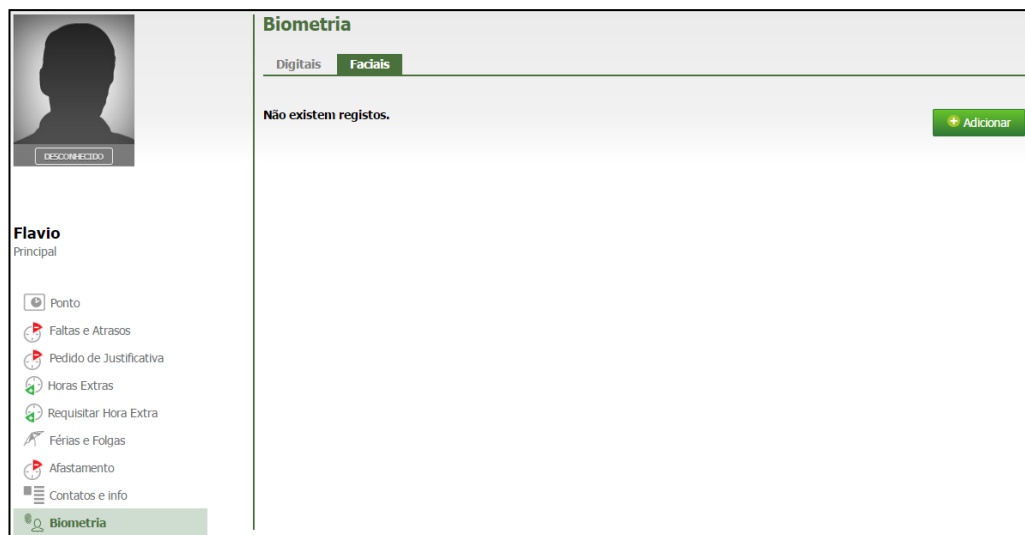 DESCONHECIDO
Flavio
Principal
Ponto
Faltas e Atrasos
Pedido de Justificativa
Horas Extras
Requisitar Hora Extra
Férias e Folgas
Afastamento
Contatos e info
Biometria
Biometria
Digitais Faciais
Não existem registos.
Adicionar